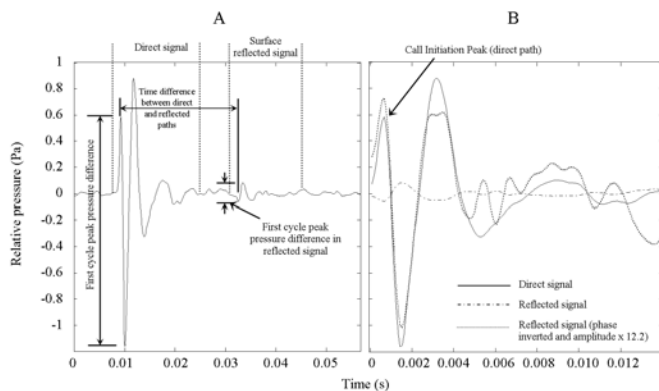 A
B
Direct signal
Surface
reflected signal
Call Initiation Peak (direct path)
Time difference
between direct
and reflected
paths
First cycle peak pressure difference
First cycle peak
pressure difference in
reflected signal
Relative pressure (Pa)
1
0.8
0.6
0.4
0.2
0
-0.2
-0.4
-0.6
-0.8
-1
0 0.01 0.02 0.03 0.04 0.05
0 0.002 0.004 0.006 0.008 0.010 0.012
Direct signal
Reflected signal
Reflected signal (phase
inverted and amplitude x 12.2)
Time (s)